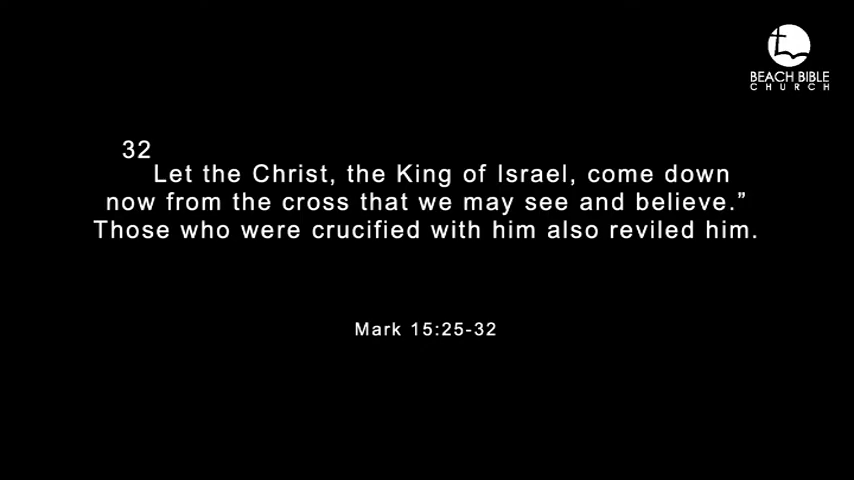 BEACH BIBLE
CHURCH
32
Let the Christ, the King of Israel, come down
now from the cross that we may see and believe.”
Those who were crucified with him also reviled him.
Mark 15:25-32